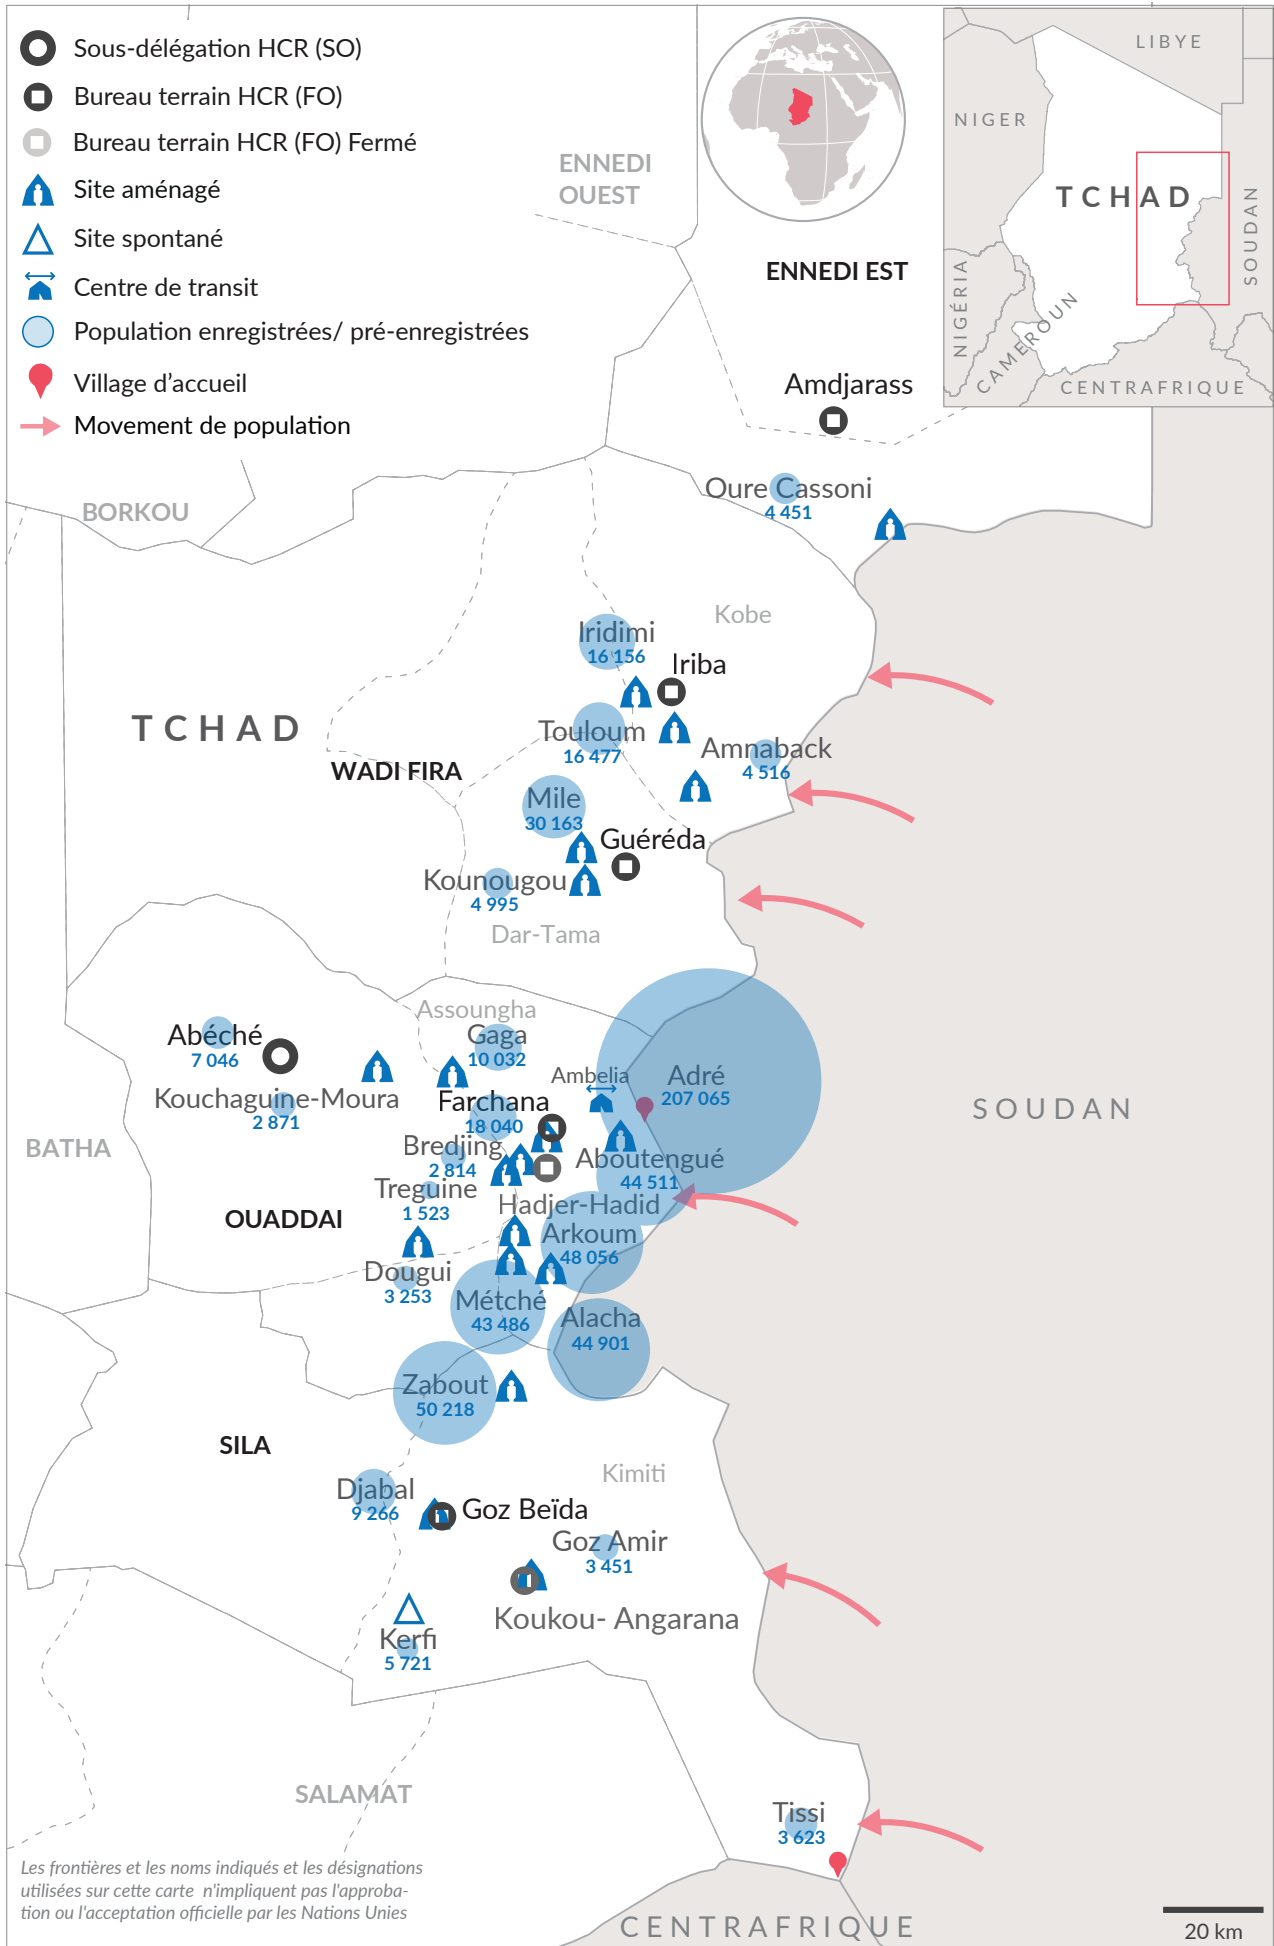 Sous-délégation HCR (SO)
Bureau terrain HCR (FO)
Bureau terrain HCR (FO) Fermé
Site aménagé
Site spontané
Centre de transit
Population enregistrées/ pré-enregistrées
Village d'accueil
Movement de population
LIBYE
NIGER
TCHAD
SOUDAN
NIGÉRIA
CAMEROUN
CENTRAFRIQUE
ENNEDI
OUEST
ENNEDI EST
Amdjarass
BORKOU
Oure Cassoni
4 451
Kobe
Iridimi
16 156
Iriba
TCHAD
Touloum
16 477
Amnaback
4 516
WADI FIRA
Mile
30 163
Guéréda
Kounougou
4 995
Dar-Tama
Assoungha
Abéché
7 046
Gaga
10 032
Ambelia
Adré
207 065
Kouchaguine-Moura
2 871
Farchana
18 040
SOUDAN
BATHA
Bredjing
2 814
Aboutengué
44 511
Treguine
1 523
Hadjer-Hadid
OUADDAI
Arkoum
48 056
Dougui
3 253
Métché
43 486
Alacha
44 901
Zabout
50 218
SILA
Kimiti
Djabal
9 266
Goz Beïda
Goz Amir
3 451
Koukou- Angarana
Kerfi
5 721
SALAMAT
Tissi
3 623
Les frontières et les noms indiqués et les désignations
utilisées sur cette carte n'impliquent pas l'approba-
tion ou l'acceptation officielle par les Nations Unies
CENTRAFRIQUE
20 km